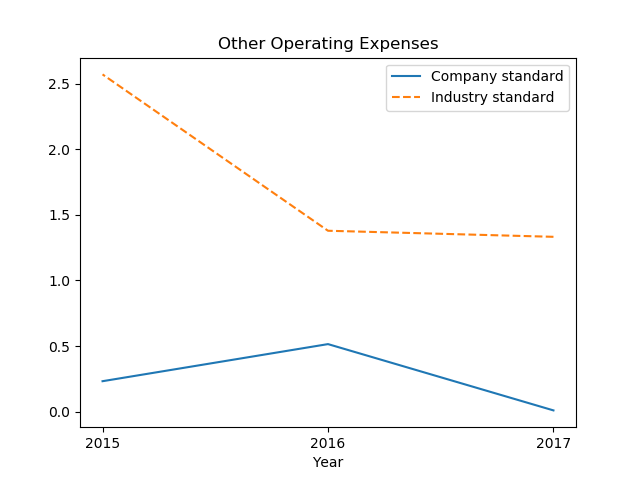 Other Operating Expenses
Company standard
Industry standard
2.5
2.0
1.5
1.0
0.5
0.0
2015 2016 2017
Year